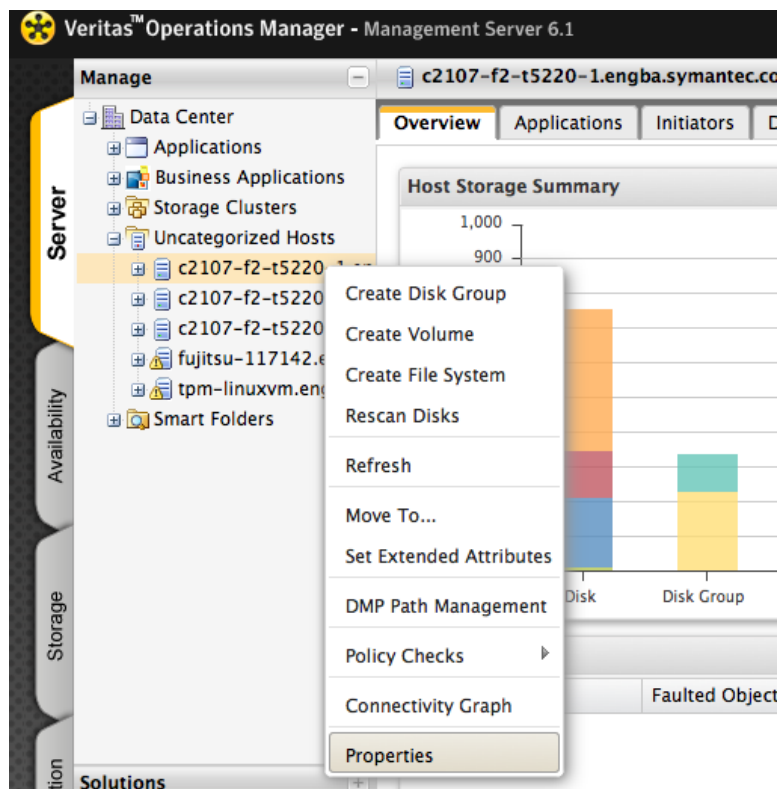 Veritas™Operations Manager - Management Server 6.1
Manage
c2107-f2-t5220-1.engba.symantec.co
Data Center
Applications
Business Applications
Storage Clusters
Uncategorized Hosts
c2107-f2-t5220-1.en
c2107-f2-t5220
c2107-f2-t5220
fujitsu-117142.e
tpm-linuxvm.eng
Smart Folders
Solutions
Server
Availability
Storage
tion
Overview
Applications
Initiators
D
Host Storage Summary
1,000
900
Disk
Disk Group
Faulted Object
Create Disk Group
Create Volume
Create File System
Rescan Disks
Refresh
Move To...
Set Extended Attributes
DMP Path Management
Policy Checks
Connectivity Graph
Properties